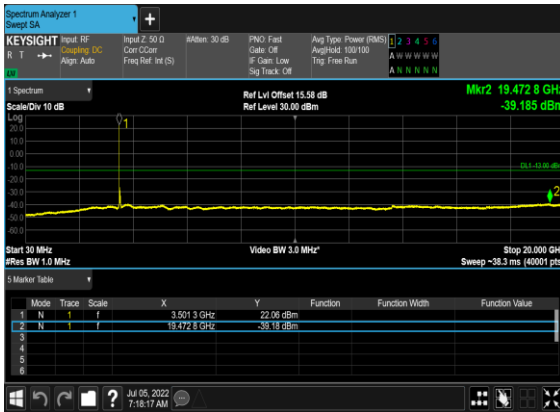 Spectrum Analyzer 1
Swept SA
KEYSIGHT
R T
Input: RF
Coupling: DC
Align: Auto
Input Z: 50 Ω
Corr CCorr
Freq Ref: Int (S)
#Atten: 30 dB
PNO: Fast
Gate: Off
IF Gain: Low
Sig Track: Off
Avg Type: Power (RMS)
Avg|Hold: 100/100
Trig: Free Run
1 2 3 4 5 6
A W W W W W
A N N N N N
1 Spectrum
Scale/Div 10 dB
Ref Lvl Offset 15.58 dB
Ref Level 30.00 dBm
Mkr2 19.472 8 GHz
-39.185 dBm
Log
20.0
10.0
0.00
-10.0
-20.0
-30.0
-40.0
-50.0
-60.0
1
DL1 -13.00 dBm
2
Start 30 MHz
#Res BW 1.0 MHz
Video BW 3.0 MHz*
Stop 20.000 GHz
Sweep ~38.3 ms (40001 pts)
5 Marker Table
Mode Trace Scale X Y Function Function Width Function Value
1 N 1 f 3.501 3 GHz 22.06 dBm
2 N 1 f 19.472 8 GHz -39.18 dBm
3
4
5
6
Jul 05, 2022
7:18:17 AM